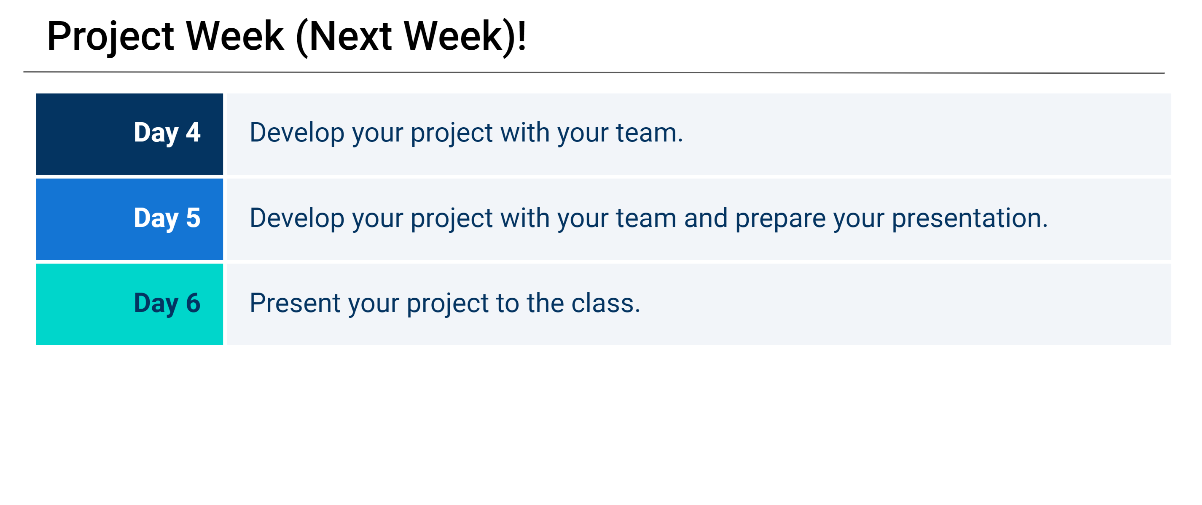 Project Week (Next Week)!
Day 4
Develop your project with your team.
Day 5
Develop your project with your team and prepare your presentation.
Day 6
Present your project to the class.